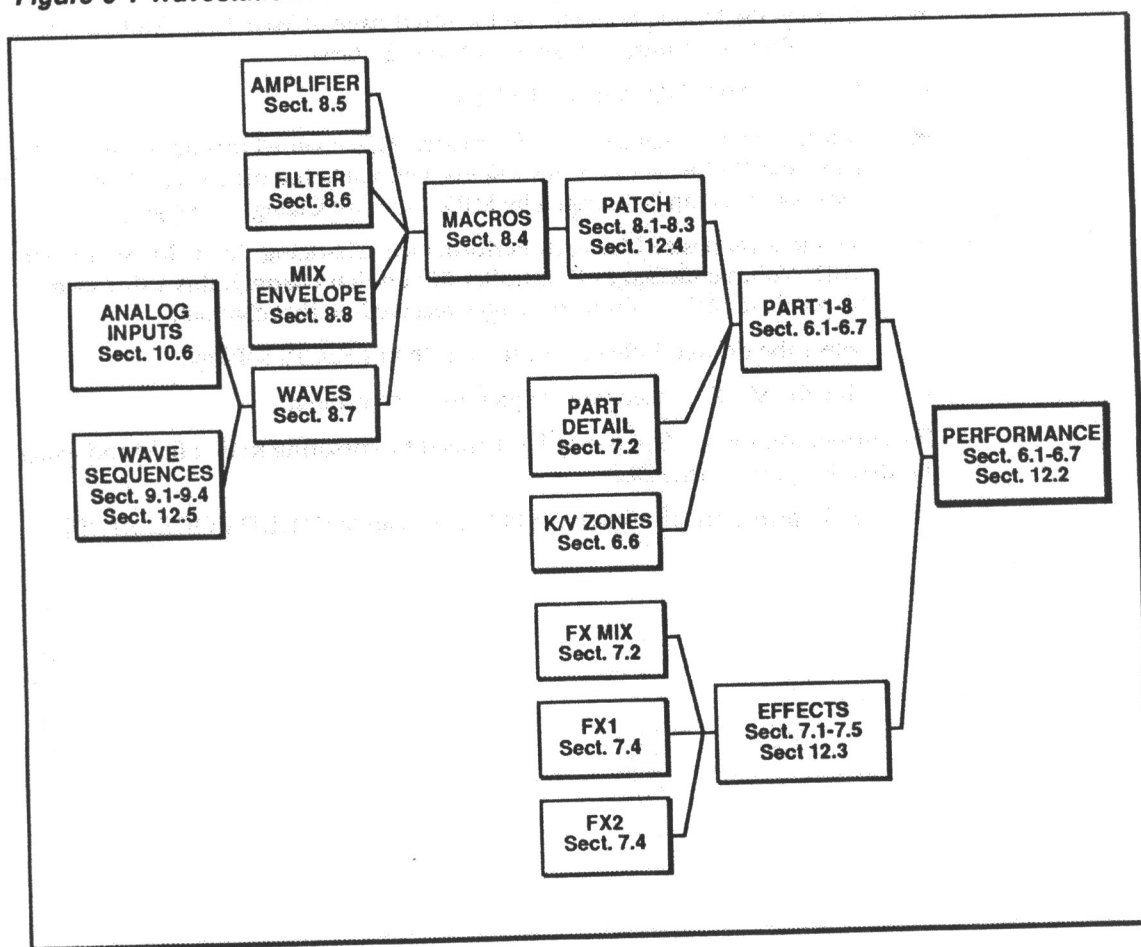 AMPLIFIER
Sect. 8.5
FILTER
Sect. 8.6
MIX
ENVELOPE
Sect. 8.8
ANALOG
INPUTS
Sect. 10.6
WAVES
Sect. 8.7
WAVE
SEQUENCES
Sect. 9.1-9.4
Sect. 12.5
MACROS
Sect. 8.4
PATCH
Sect. 8.1-8.3
Sect. 12.4
PART 1-8
Sect. 6.1-6.7
PART
DETAIL
Sect. 7.2
K/V ZONES
Sect. 6.6
PERFORMANCE
Sect. 6.1-6.7
Sect. 12.2
FX MIX
Sect. 7.2
FX1
Sect. 7.4
FX2
Sect. 7.4
EFFECTS
Sect. 7.1-7.5
Sect 12.3